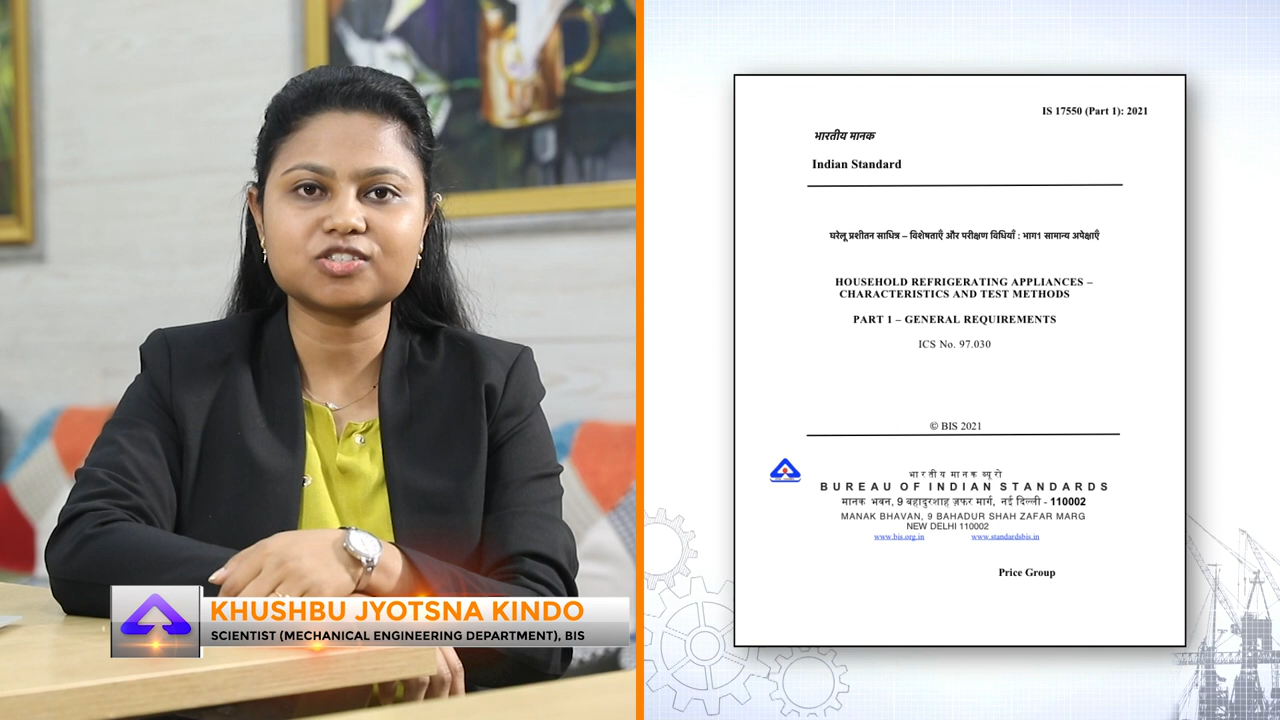 KHUSHBU JYOTSNA KINDO
SCIENTIST (MECHANICAL ENGINEERING DEPARTMENT), BIS
IS 17550 (Part 1): 2021
भारतीय मानक
Indian Standard
घरेलू प्रशीतन साधित्र – विशेषताएँ और परीक्षण विधियाँ : भाग1 सामान्य अपेक्षाएँ
HOUSEHOLD REFRIGERATING APPLIANCES –
CHARACTERISTICS AND TEST METHODS
PART 1 – GENERAL REQUIREMENTS
ICS No. 97.030
© BIS 2021
भारतीय मानक ब्यूरो
BUREAU OF INDIAN STANDARDS
मानक भवन, 9 बहादुरशाह ज़फर मार्ग, नई दिल्ली - 110002
MANAK BHAVAN, 9 BAHADUR SHAH ZAFAR MARG
NEW DELHI 110002
www.bis.org.in www.standardsbis.in
Price Group